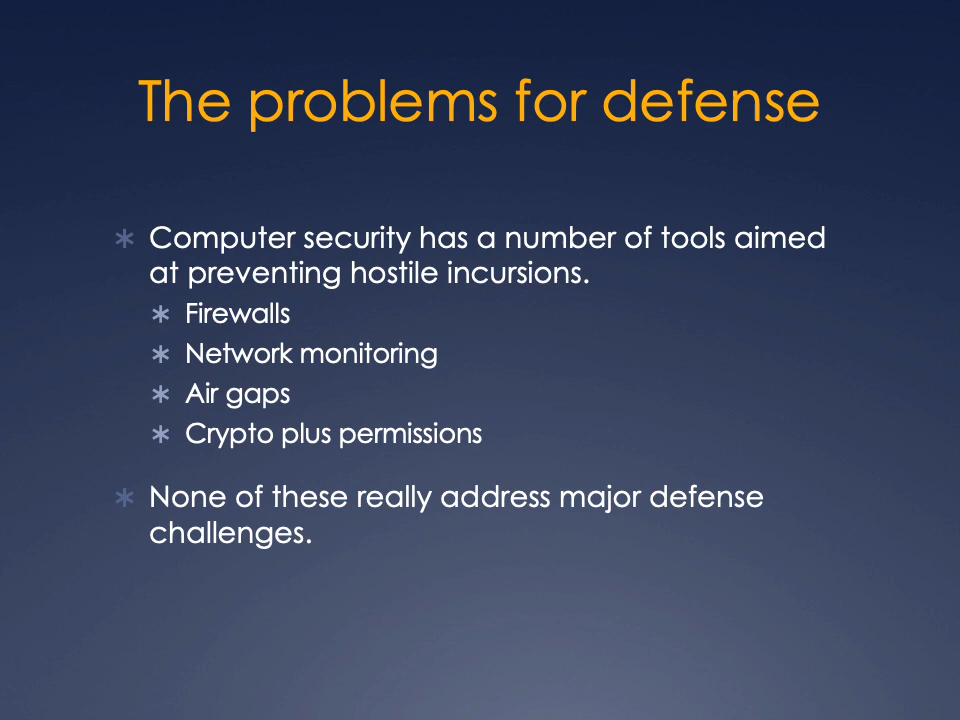 The problems for defense
Computer security has a number of tools aimed
at preventing hostile incursions.
Firewalls
Network monitoring
Air gaps
Crypto plus permissions
None of these really address major defense
challenges.